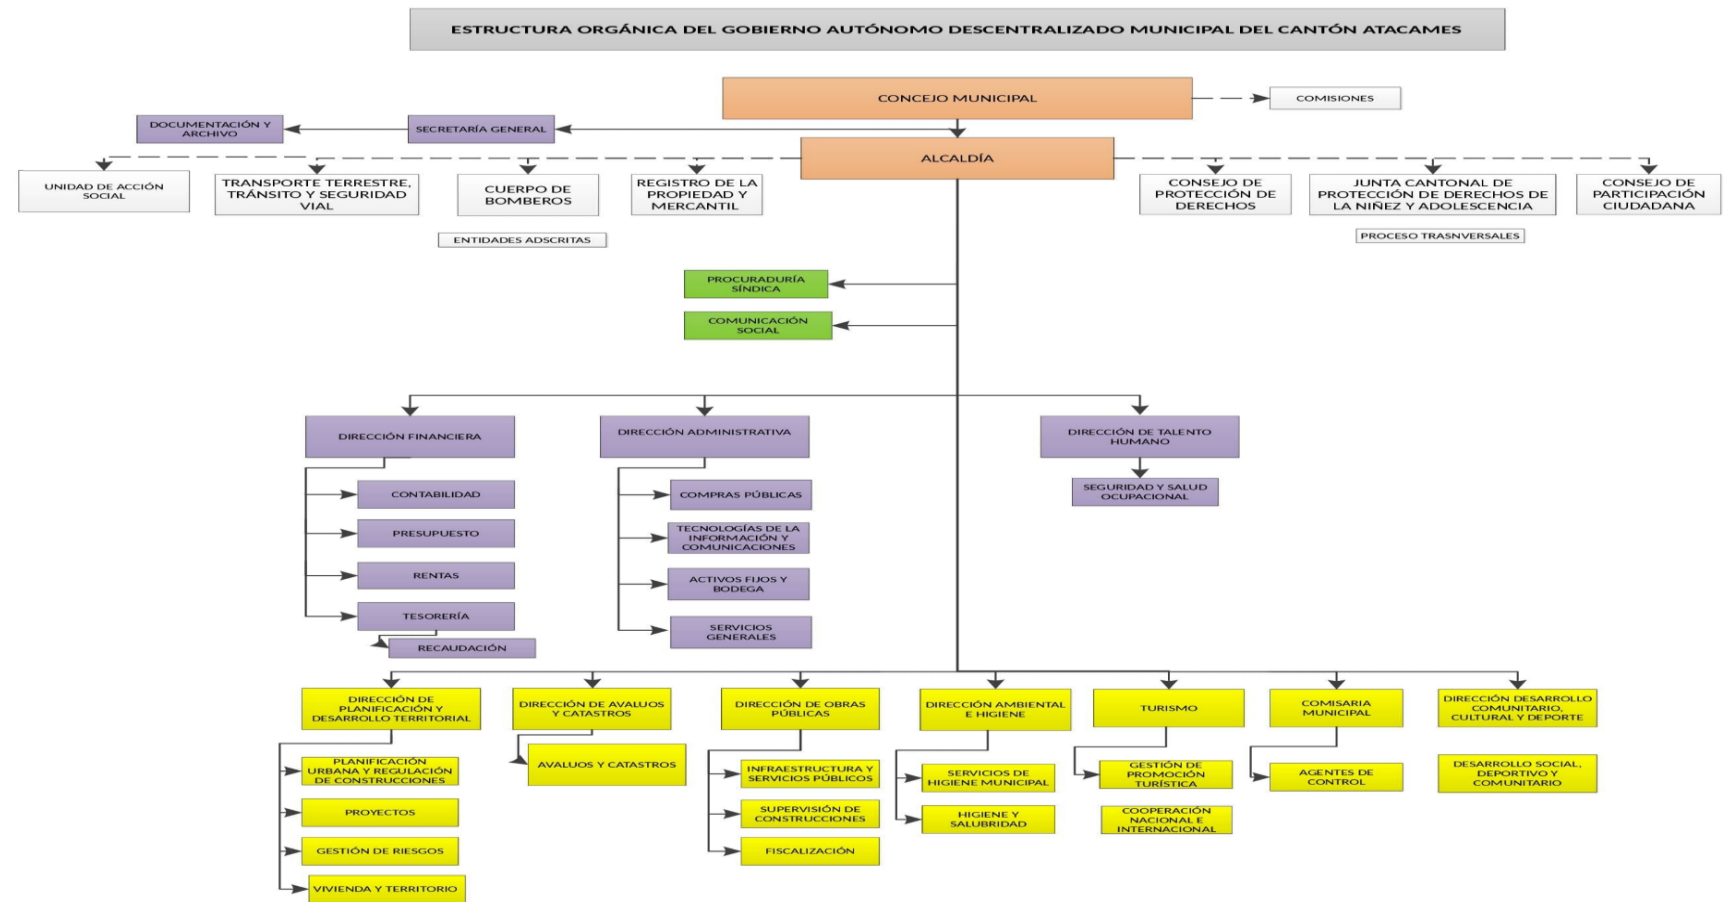 ESTRUCTURA ORGÁNICA DEL GOBIERNO AUTÓNOMO DESCENTRALIZADO MUNICIPAL DEL CANTÓN ATACAMES
CONCEJO MUNICIPAL
COMISIONES
DOCUMENTACIÓN Y
ARCHIVO
SECRETARÍA GENERAL
ALCALDÍA
UNIDAD DE ACCIÓN
SOCIAL
TRANSPORTE TERRESTRE,
TRÁNSITO Y SEGURIDAD
VIAL
CUERPO DE
BOMBEROS
REGISTRO DE LA
PROPIEDAD Y
MERCANTIL
CONSEJO DE
PROTECCIÓN DE
DERECHOS
JUNTA CANTONAL DE
PROTECCIÓN DE DERECHOS DE
LA NIÑEZ Y ADOLESCENCIA
CONSEJO DE
PARTICIPACIÓN
CIUDADANA
ENTIDADES ADSCRITAS
PROCESO TRASNVERSALES
PROCURADURÍA
SÍNDICA
COMUNICACIÓN
SOCIAL
DIRECCIÓN FINANCIERA
DIRECCIÓN ADMINISTRATIVA
DIRECCIÓN DE TALENTO
HUMANO
CONTABILIDAD
PRESUPUESTO
RENTAS
TESORERÍA
RECAUDACIÓN
COMPRAS PÚBLICAS
TECNOLOGÍAS DE LA
INFORMACIÓN Y
COMUNICACIONES
ACTIVOS FIJOS Y
BODEGA
SERVICIOS
GENERALES
SEGURIDAD Y SALUD
OCUPACIONAL
DIRECCIÓN DE
PLANIFICACIÓN Y
DESARROLLO TERRITORIAL
DIRECCIÓN DE AVALUOS
Y CATASTROS
DIRECCIÓN DE OBRAS
PÚBLICAS
DIRECCIÓN AMBIENTAL
E HIGIENE
TURISMO
COMISARIA
MUNICIPAL
DIRECCIÓN DESARROLLO
COMUNITARIO,
CULTURAL Y DEPORTE
PLANIFICACIÓN
URBANA Y REGULACIÓN
DE CONSTRUCCIONES
PROYECTOS
GESTIÓN DE RIESGOS
VIVIENDA Y TERRITORIO
AVALUOS Y CATASTROS
INFRAESTRUCTURA Y
SERVICIOS PÚBLICOS
SUPERVISIÓN DE
CONSTRUCCIONES
FISCALIZACIÓN
SERVICIOS DE
HIGIENE MUNICIPAL
HIGIENE Y
SALUBRIDAD
GESTIÓN DE
PROMOCIÓN
TURÍSTICA
COOPERACIÓN
NACIONAL E
INTERNACIONAL
AGENTES DE
CONTROL
DESARROLLO SOCIAL,
DEPORTIVO Y
COMUNITARIO